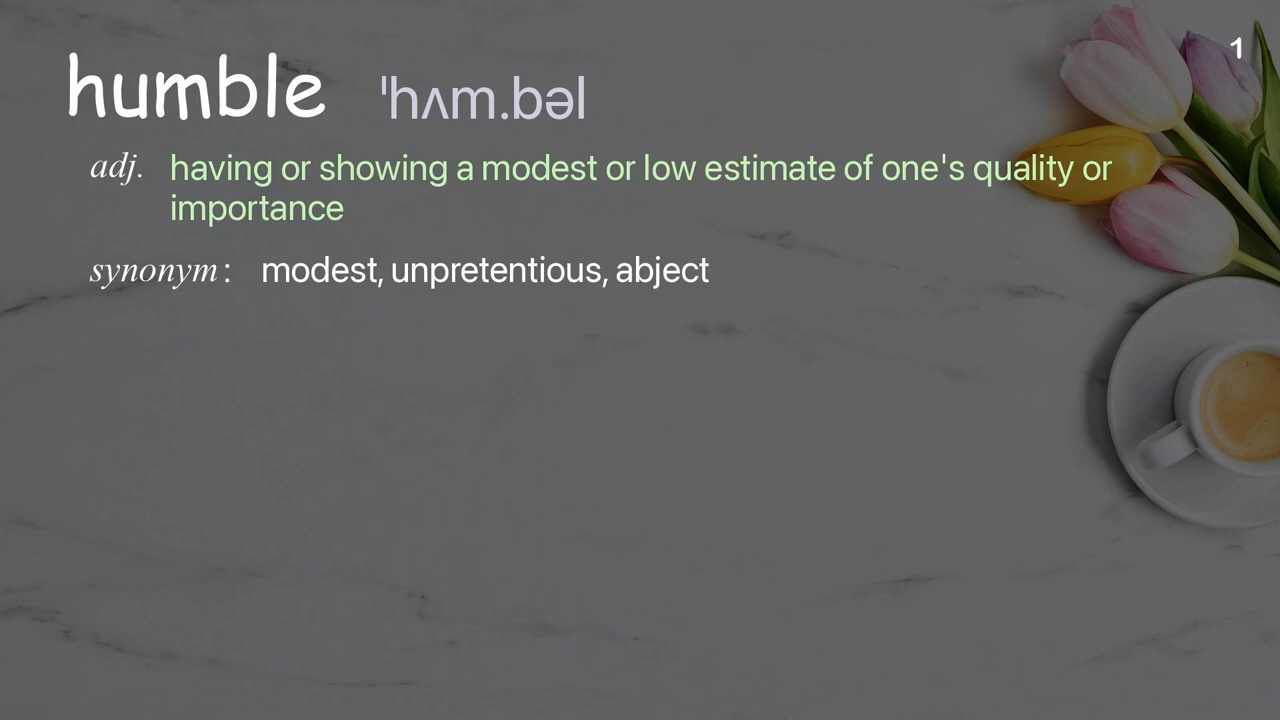 1
humble ˈhʌm.bəl
adj. having or showing a modest or low estimate of one's quality or
importance
synonym: modest, unpretentious, abject